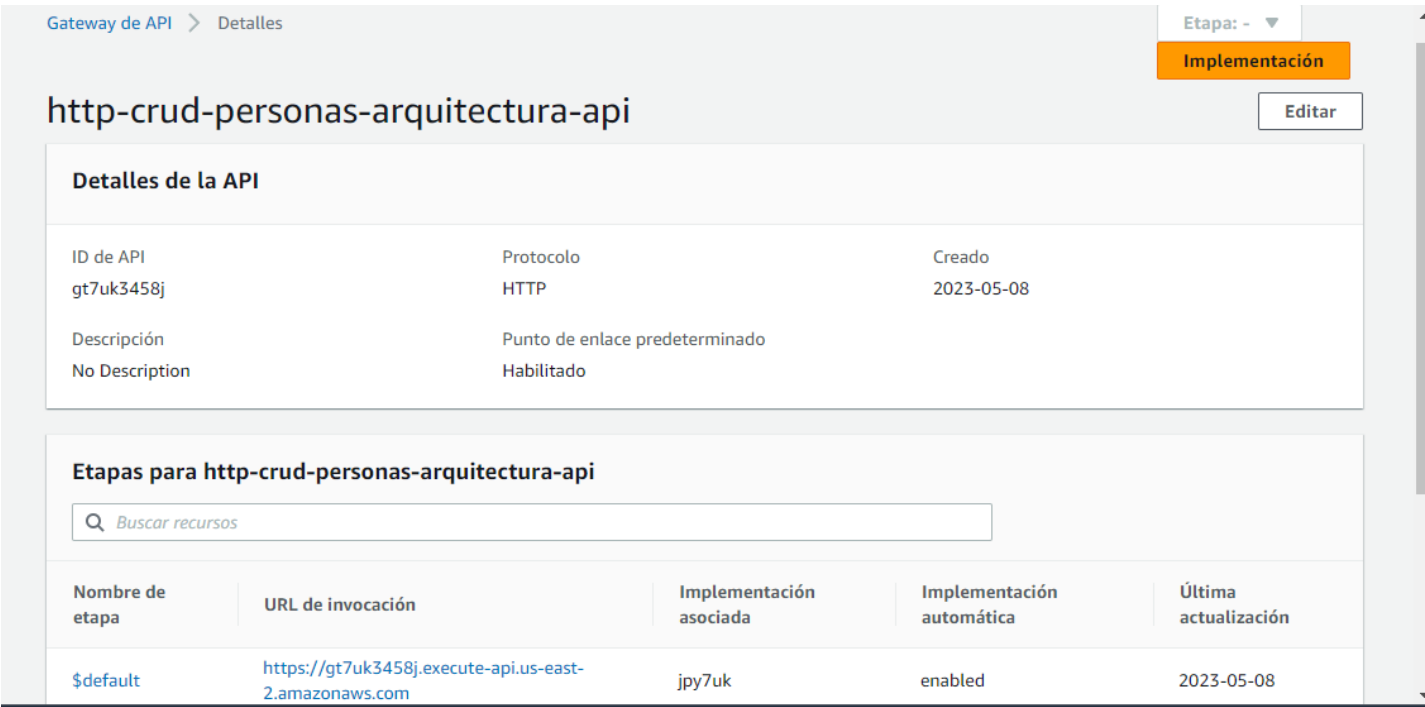 Gateway de API > Detalles
Etapa: - ▼
Implementación
http-crud-personas-arquitectura-api
Editar
Detalles de la API
ID de API Protocolo Creado
gt7uk3458j HTTP 2023-05-08
Descripción Punto de enlace predeterminado
No Description Habilitado
Etapas para http-crud-personas-arquitectura-api
Buscar recursos
Nombre de etapa
URL de invocación
Implementación asociada
Implementación automática
Última actualización
$default
https://gt7uk3458j.execute-api.us-east-
2.amazonaws.com
jpy7uk
enabled
2023-05-08